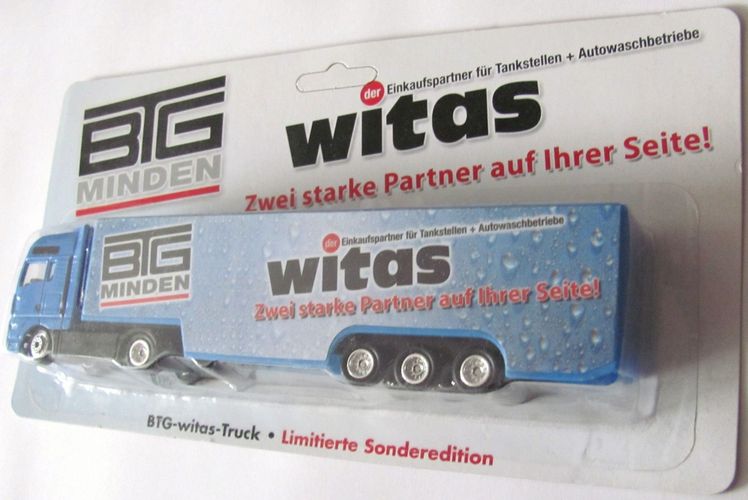 BTG
MINDEN
der Einkaufspartner für Tankstellen + Autowaschbetriebe
witas
Zwei starke Partner auf Ihrer Seite!
BTG
MINDEN
der Einkaufspartner für Tankstellen + Autowaschbetriebe
witas
Zwei starke Partner auf Ihrer Seite!
BTG-witas-Truck • Limitierte Sonderedition